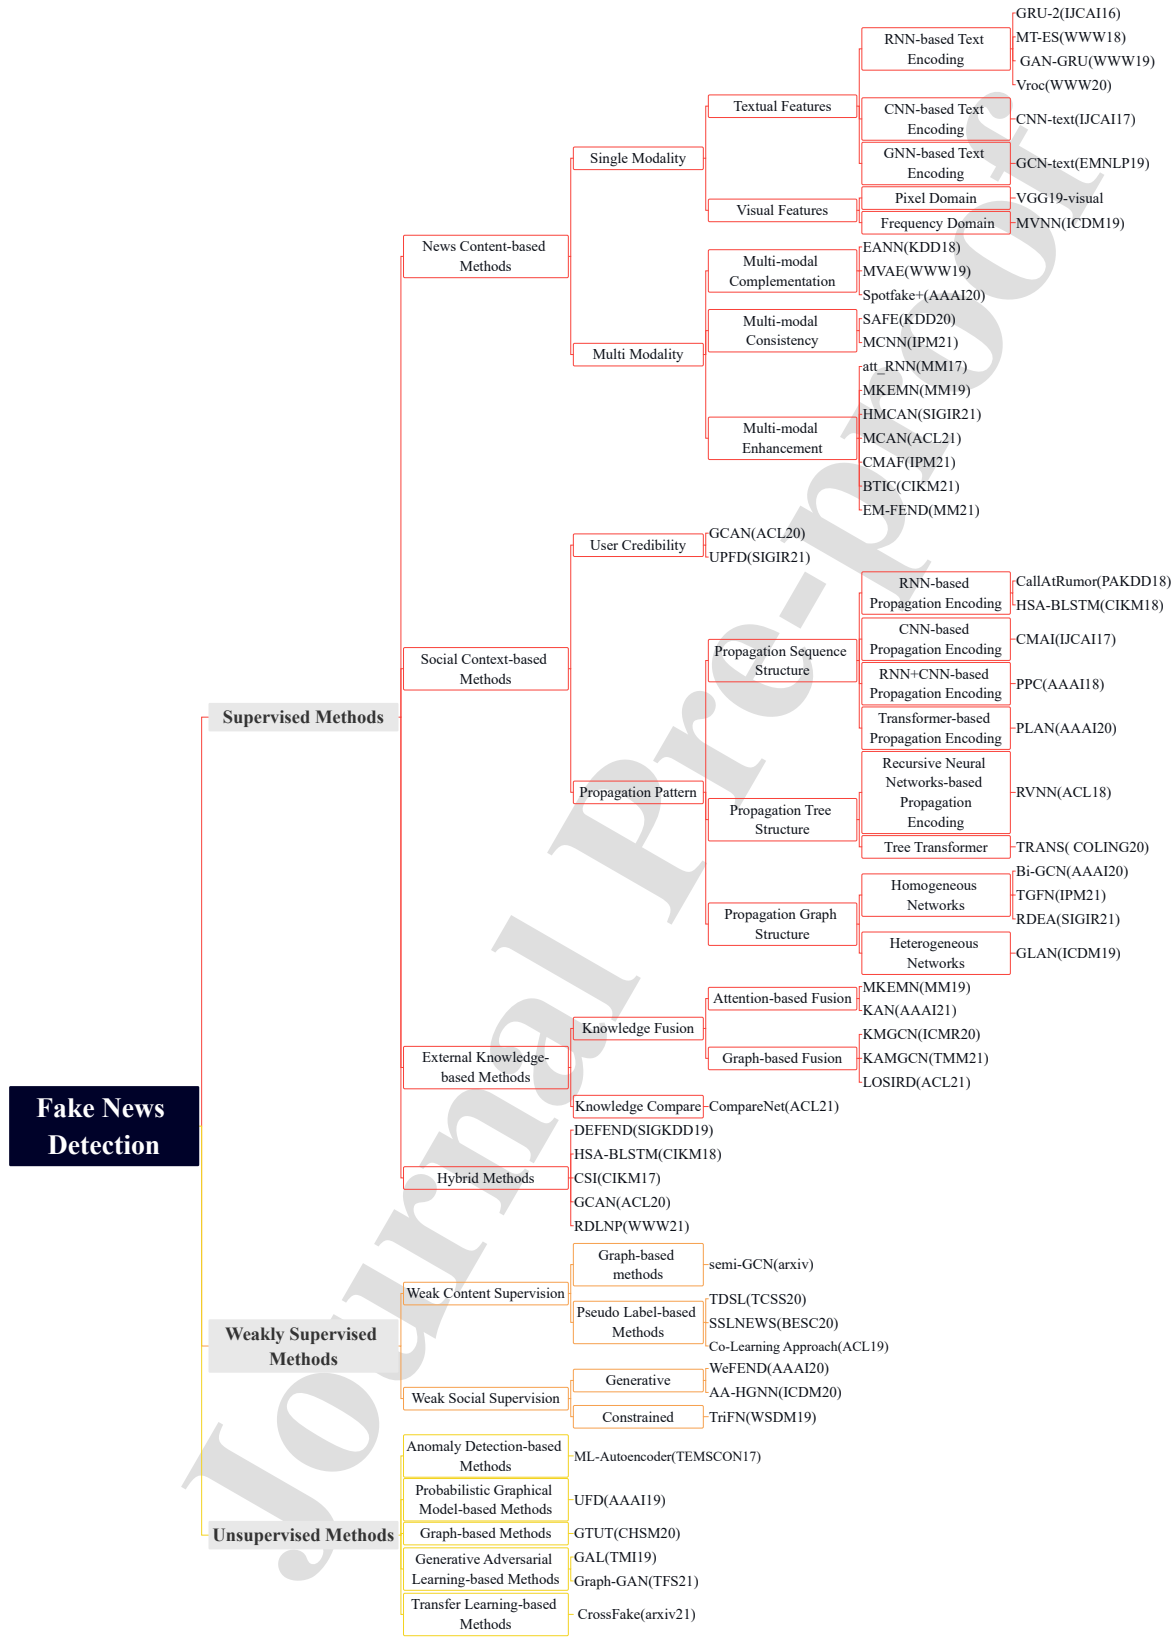 Fake News
Detection
Supervised Methods
News Content-based
Methods
Single Modality
Textual Features
RNN-based Text
Encoding
GRU-2(IJCAI16)
MT-ES(WWW18)
GAN-GRU(WWW19)
Vroc(WWW20)
CNN-based Text
Encoding
CNN-text(IJCAI17)
GNN-based Text
Encoding
GCN-text(EMNLP19)
Visual Features
Pixel Domain
VGG19-visual
Frequency Domain
MVNN(ICDM19)
Multi Modality
Multi-modal
Complementation
EANN(KDD18)
MVAE(WWW19)
Spotfake+(AAAI20)
Multi-modal
Consistency
SAFE(KDD20)
MCNN(IPM21)
Multi-modal
Enhancement
att_RNN(MM17)
MKEMN(MM19)
HMCAN(SIGIR21)
MCAN(ACL21)
CMAF(IPM21)
BTIC(CIKM21)
EM-FEND(MM21)
Social Context-based
Methods
User Credibility
GCAN(ACL20)
UPFD(SIGIR21)
Propagation Pattern
Propagation Sequence
Structure
RNN-based
Propagation Encoding
CallAtRumor(PAKDD18)
HSA-BLSTM(CIKM18)
CNN-based
Propagation Encoding
CMAI(IJCAI17)
RNN+CNN-based
Propagation Encoding
PPC(AAAI18)
Transformer-based
Propagation Encoding
PLAN(AAAI20)
Propagation Tree
Structure
Recursive Neural
Networks-based
Propagation
Encoding
RVNN(ACL18)
Tree Transformer
TRANS( COLING20)
Propagation Graph
Structure
Homogeneous
Networks
Bi-GCN(AAAI20)
TGFN(IPM21)
RDEA(SIGIR21)
Heterogeneous
Networks
GLAN(ICDM19)
External Knowledge-
based Methods
Knowledge Fusion
Attention-based Fusion
MKEMN(MM19)
KAN(AAAI21)
Graph-based Fusion
KMGCN(ICMR20)
KAMGCN(TMM21)
LOSIRD(ACL21)
Knowledge Compare
CompareNet(ACL21)
Hybrid Methods
DEFEND(SIGKDD19)
HSA-BLSTM(CIKM18)
CSI(CIKM17)
GCAN(ACL20)
RDLNP(WWW21)
Weakly Supervised
Methods
Weak Content Supervision
Graph-based
methods
semi-GCN(arxiv)
Pseudo Label-based
Methods
TDSL(TCSS20)
SSLNEWS(BESC20)
Co-Learning Approach(ACL19)
Weak Social Supervision
Generative
WeFEND(AAAI20)
AA-HGNN(ICDM20)
Constrained
TriFN(WSDM19)
Unsupervised Methods
Anomaly Detection-based
Methods
ML-Autoencoder(TEMSCON17)
Probabilistic Graphical
Model-based Methods
UFD(AAAI19)
Graph-based Methods
GTUT(CHSM20)
Generative Adversarial
Learning-based Methods
GAL(TMI19)
Graph-GAN(TFS21)
Transfer Learning-based
Methods
CrossFake(arxiv21)
Journal Pre-proof